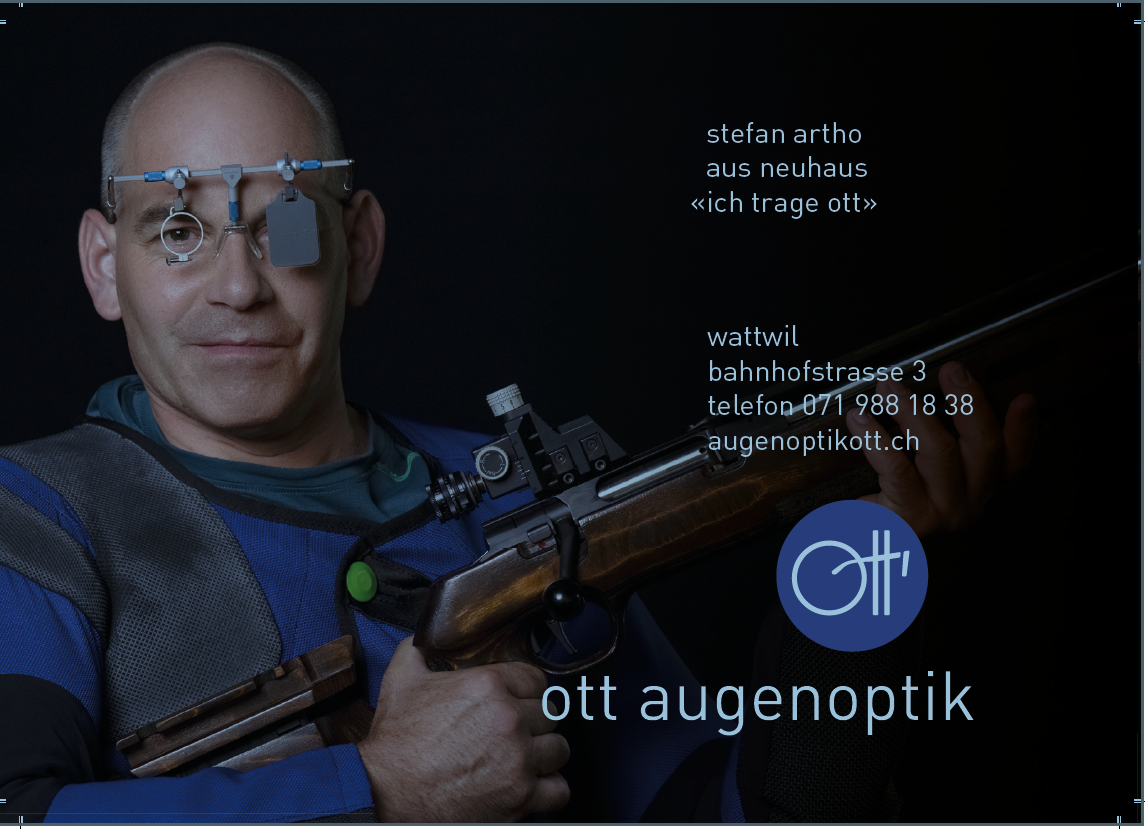 stefan artho
aus neuhaus
«ich trage ott»
wattwil
bahnhofstrasse 3
telefon 071 988 18 38
augenoptikott.ch
Ott'
ott augenoptik